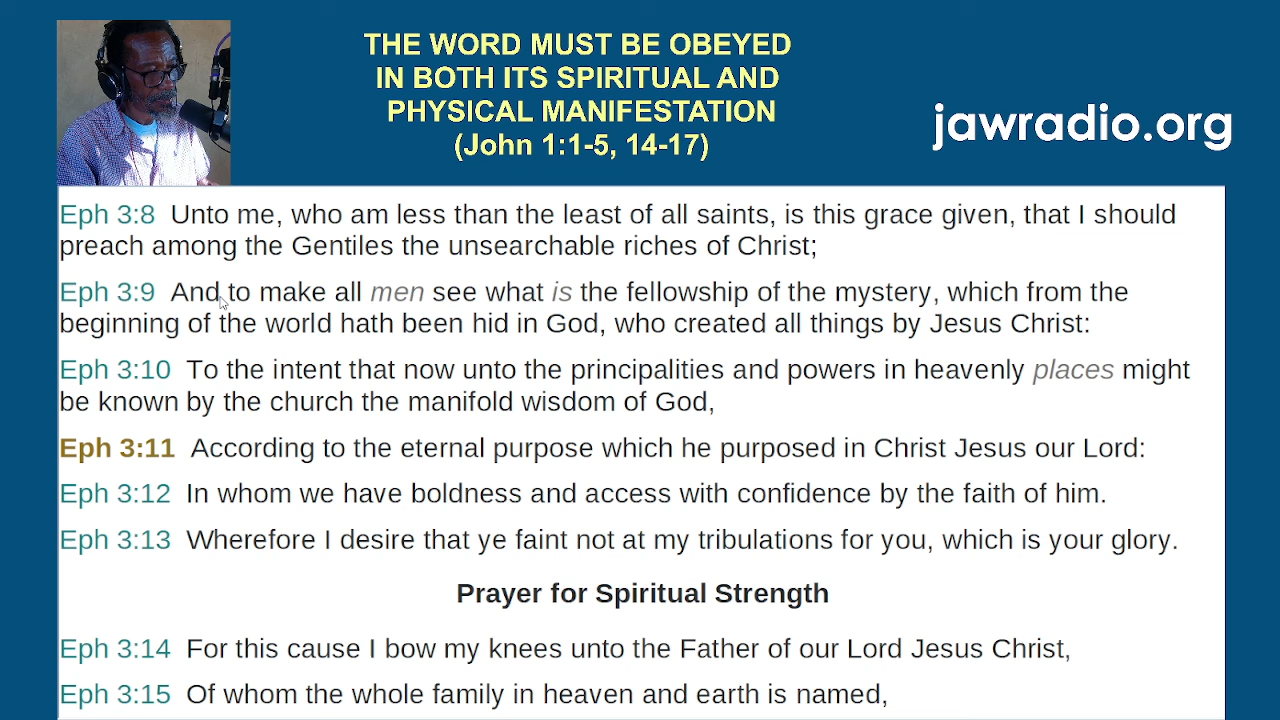 THE WORD MUST BE OBEYED
IN BOTH ITS SPIRITUAL AND
PHYSICAL MANIFESTATION
(John 1:1-5, 14-17)
jawradio.org
Eph 3:8 Unto me, who am less than the least of all saints, is this grace given, that I should
preach among the Gentiles the unsearchable riches of Christ;
Eph 3:9 And to make all men see what is the fellowship of the mystery, which from the
beginning of the world hath been hid in God, who created all things by Jesus Christ:
Eph 3:10 To the intent that now unto the principalities and powers in heavenly places might
be known by the church the manifold wisdom of God,
Eph 3:11 According to the eternal purpose which he purposed in Christ Jesus our Lord:
Eph 3:12 In whom we have boldness and access with confidence by the faith of him.
Eph 3:13 Wherefore I desire that ye faint not at my tribulations for you, which is your glory.
Prayer for Spiritual Strength
Eph 3:14 For this cause I bow my knees unto the Father of our Lord Jesus Christ,
Eph 3:15 Of whom the whole family in heaven and earth is named,